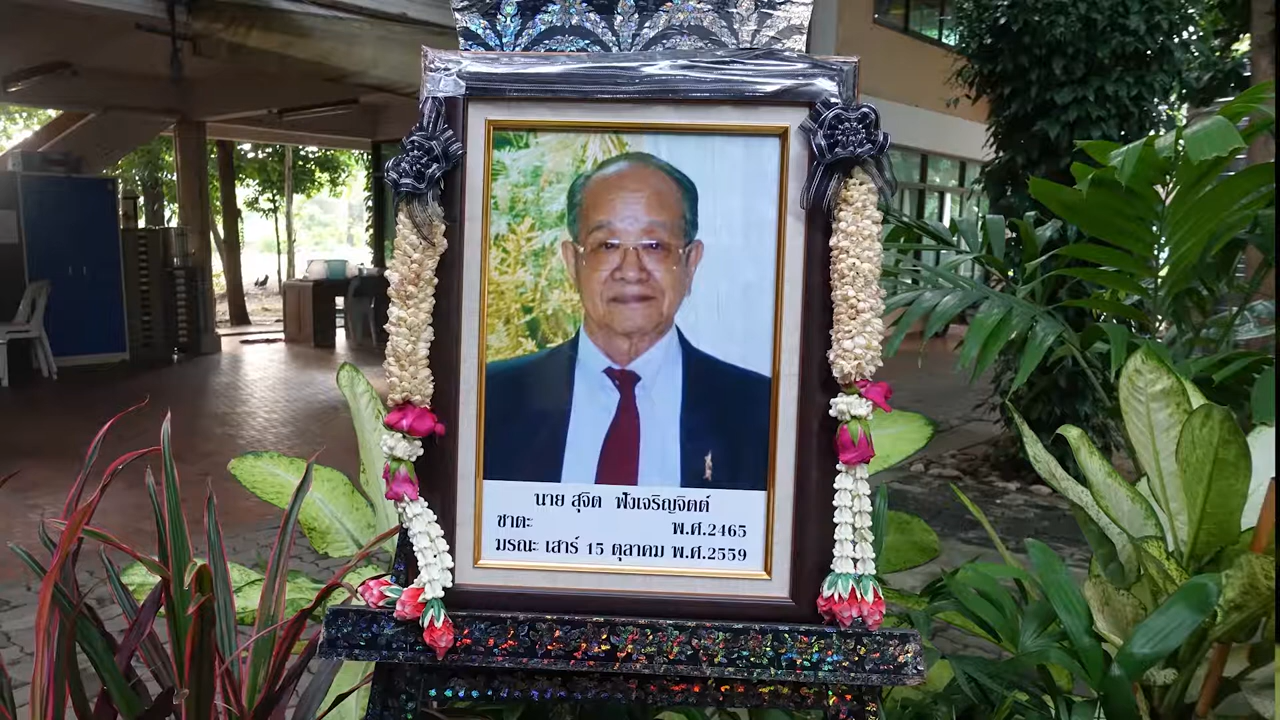 นาย สุจิต ฟังเจริญจิตต์
ชาตะ พ.ศ.2465
มรณะ เสาร์ 15 ตุลาคม พ.ศ.2559